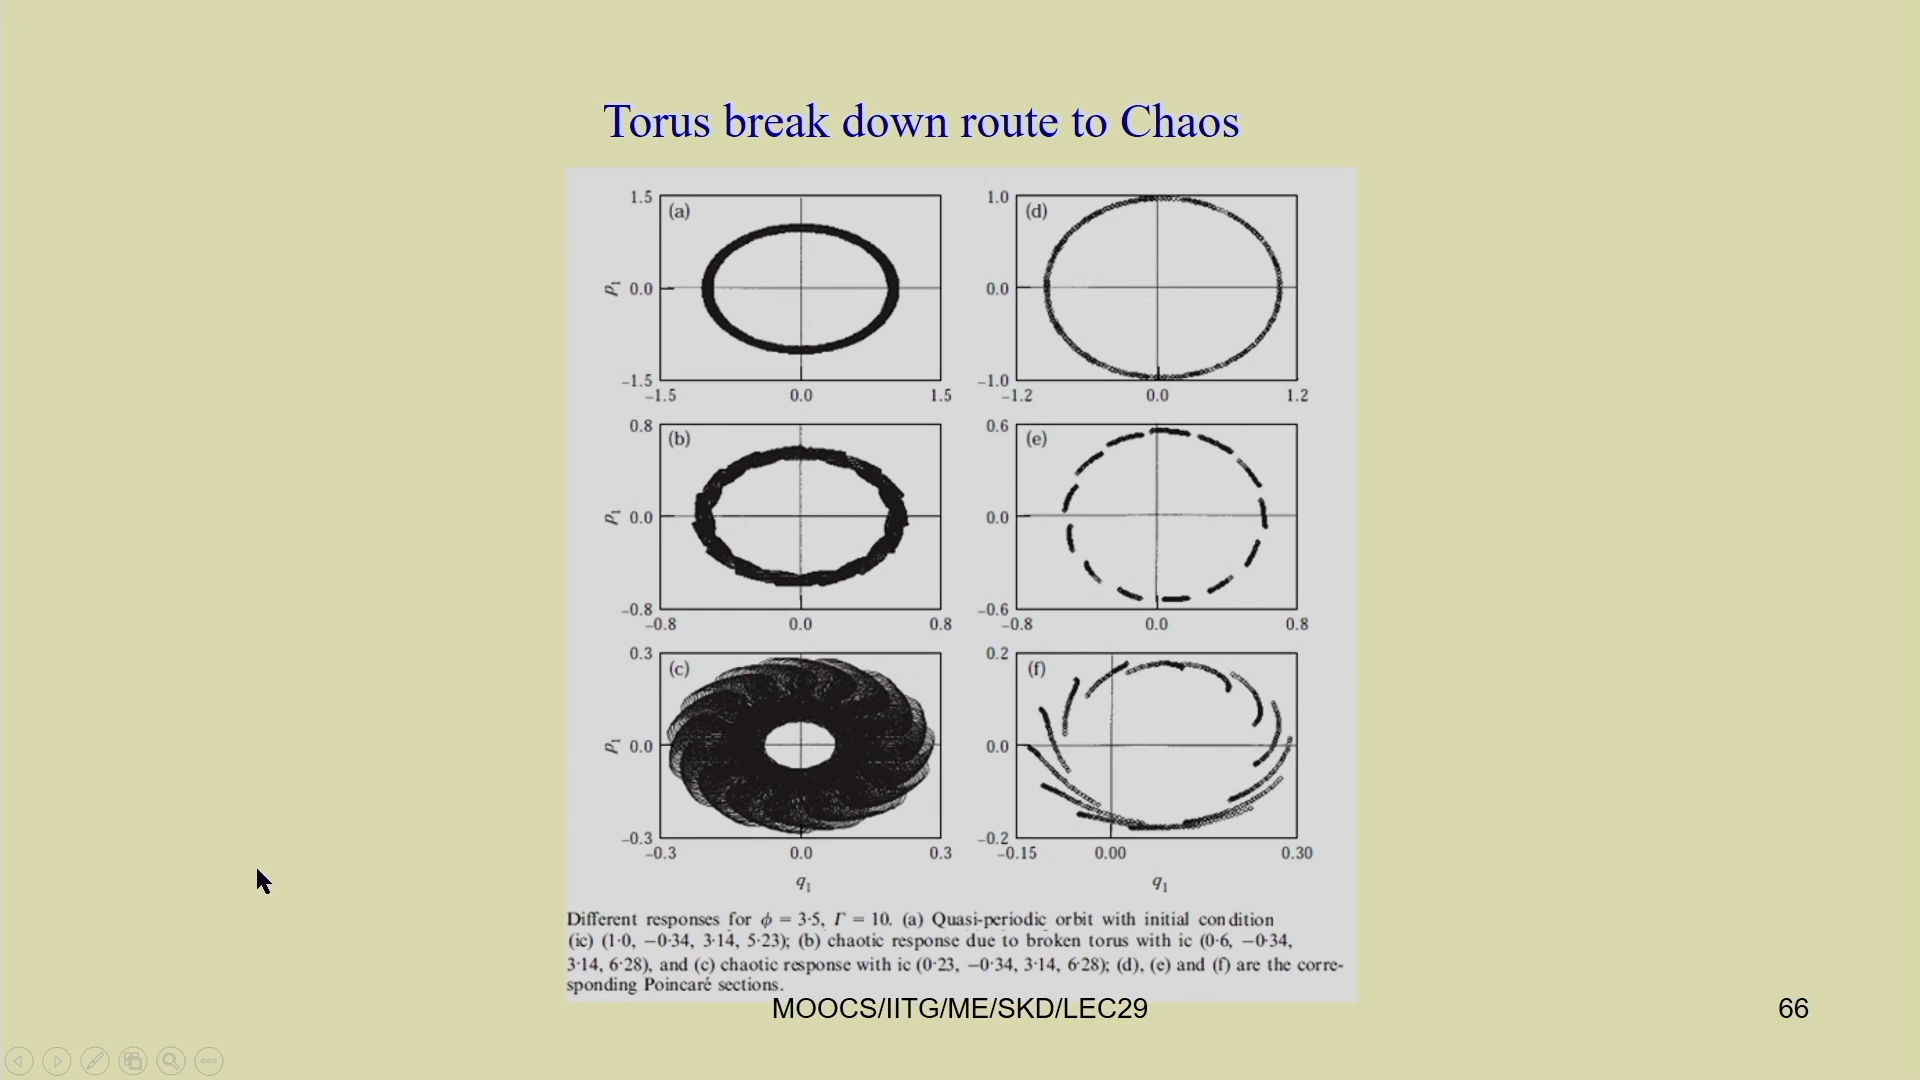 Torus break down route to Chaos
1.5
(a)
p1 0.0
−1.5
−1.5 0.0 1.5
1.0
(d)
0.0
−1.0
−1.2 0.0 1.2
0.8
(b)
p1 0.0
−0.8
−0.8 0.0 0.8
0.6
(e)
0.0
−0.6
−0.8 0.0 0.8
0.3
(c)
p1 0.0
−0.3
−0.3 0.0 0.3
q1
0.2
(f)
0.0
−0.2
−0.15 0.00 0.30
q1
Different responses for ϕ = 3·5, Γ = 10. (a) Quasi-periodic orbit with initial condition
(ic) (1·0, −0·34, 3·14, 5·23); (b) chaotic response due to broken torus with ic (0·6, −0·34,
3·14, 6·28), and (c) chaotic response with ic (0·23, −0·34, 3·14, 6·28); (d), (e) and (f) are the corre-
sponding Poincaré sections.
MOOCS/IITG/ME/SKD/LEC29
66